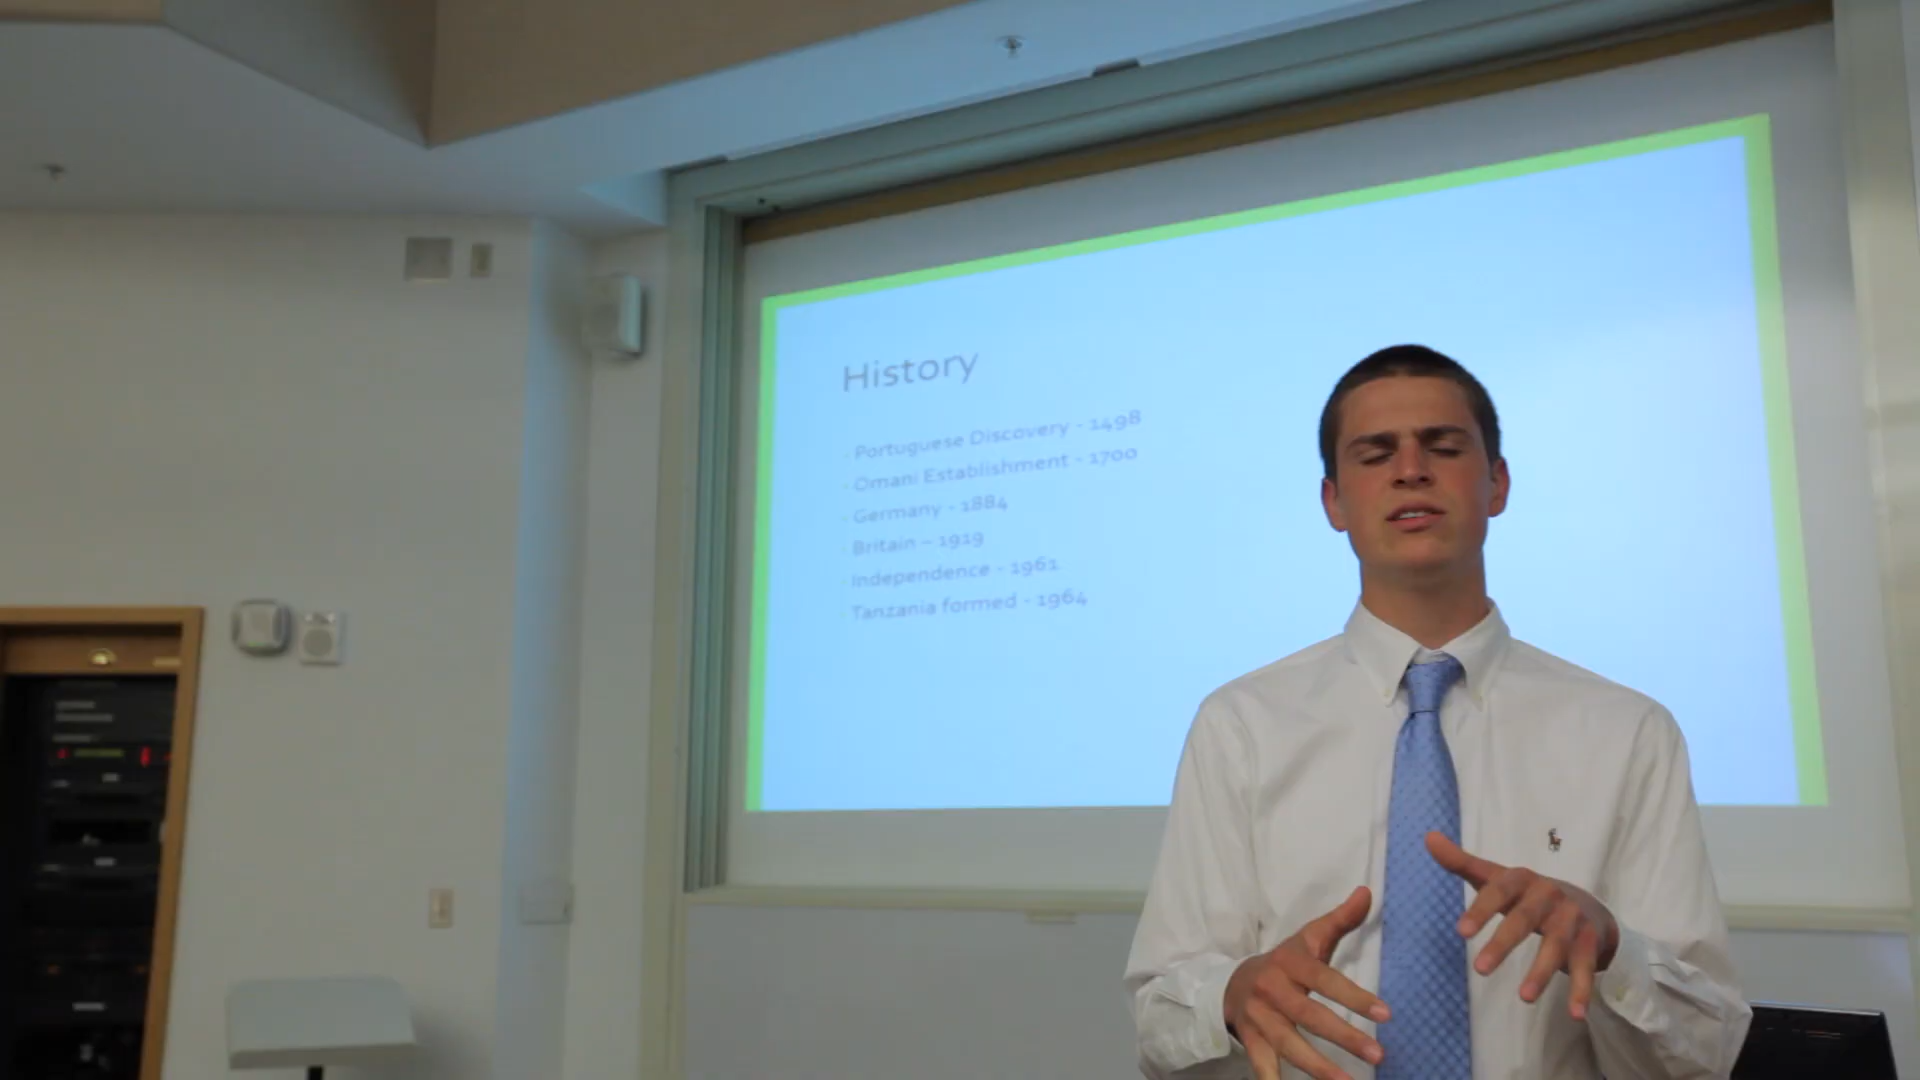 History
· Portuguese Discovery - 1498
· Omani Establishment - 1700
· Germany - 1884
· Britain – 1919
· Independence - 1961
· Tanzania formed - 1964